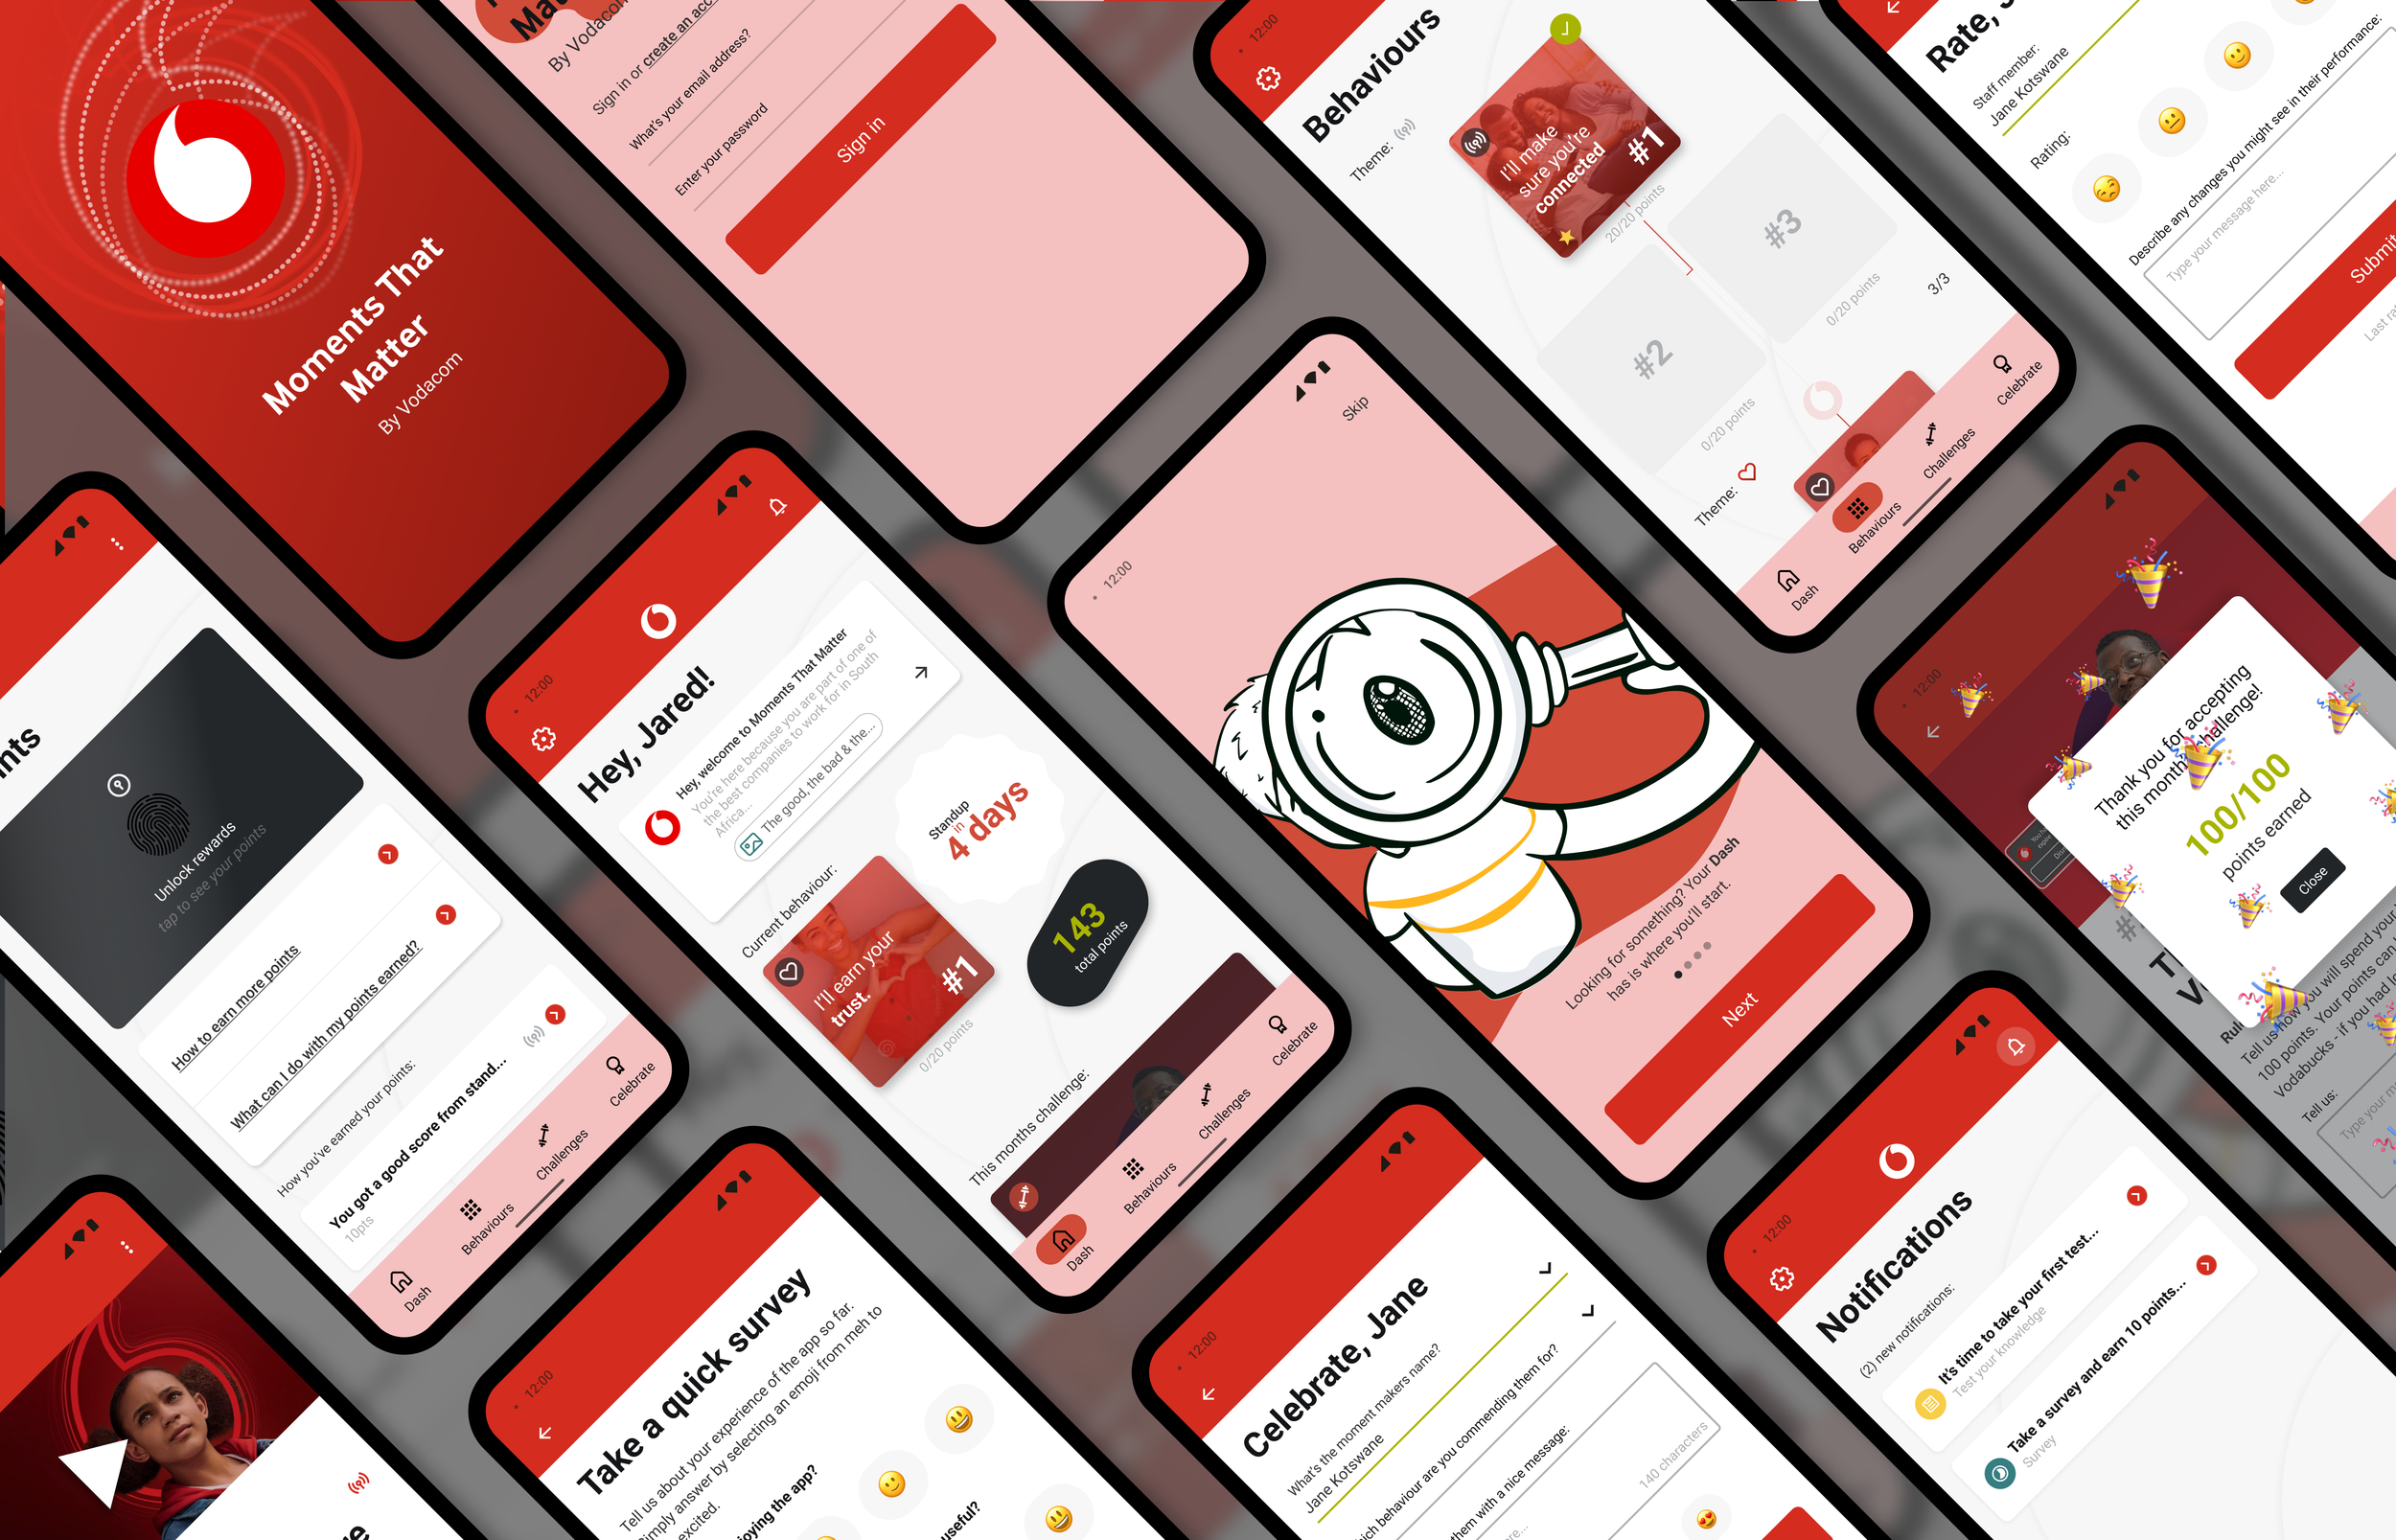 Moments That
Matter
By Vodacom
By Vodacom
Sign in or create an acc
What's your email address?
Enter your password
Sign in
12:00
Behaviours
Theme:
I'll make
sure you're
connected
#1
20/20 points
#2
0/20 points
#3
0/20 points
3/3
Theme:
Dash
Behaviours
Challenges
Celebrate
Rate,
Staff member:
Jane Kotswane
Rating:
Describe any changes you might see in their performance:
Type your message here...
Submit
Last
Unlock rewards
tap to see your points
How to earn more points
What can I do with my points earned?
How you've earned your points:
You got a good score from stand...
10pts
Dash
Behaviours
Challenges
Celebrate
12:00
Hey, Jared!
Hey, welcome to Moments That Matter
You're here because you are part of one of
the best companies to work for in South
Africa...
The good, the bad & the...
Standup
in
4 days
Current behaviour:
I'll earn your
trust.
#1
0/20 points
143
total points
This months challenge:
Dash
Behaviours
Challenges
Celebrate
12:00
Skip
Looking for something? Your Dash
has is where you'll start.
Next
12:00
Thank you for accepting
this month challenge!
100/100
points earned
Close
Tell us how you will spend your
100 points. Your points can
Vodabucks - if you had
Tell us:
Type your
12:00
Take a quick survey
Tell us about your experience of the app so far.
imply answer by selecting an emoji from meh to
excited.
joying the app?
useful?
12:00
Celebrate, Jane
What's the moment makers name?
Jane Kotswane
hich behaviour are you commending them for?
them with a nice message:
140 characters
12:00
Notifications
(2) new notifications:
It's time to take your first test...
Test your knowledge
Take a survey and earn 10 points...
Survey